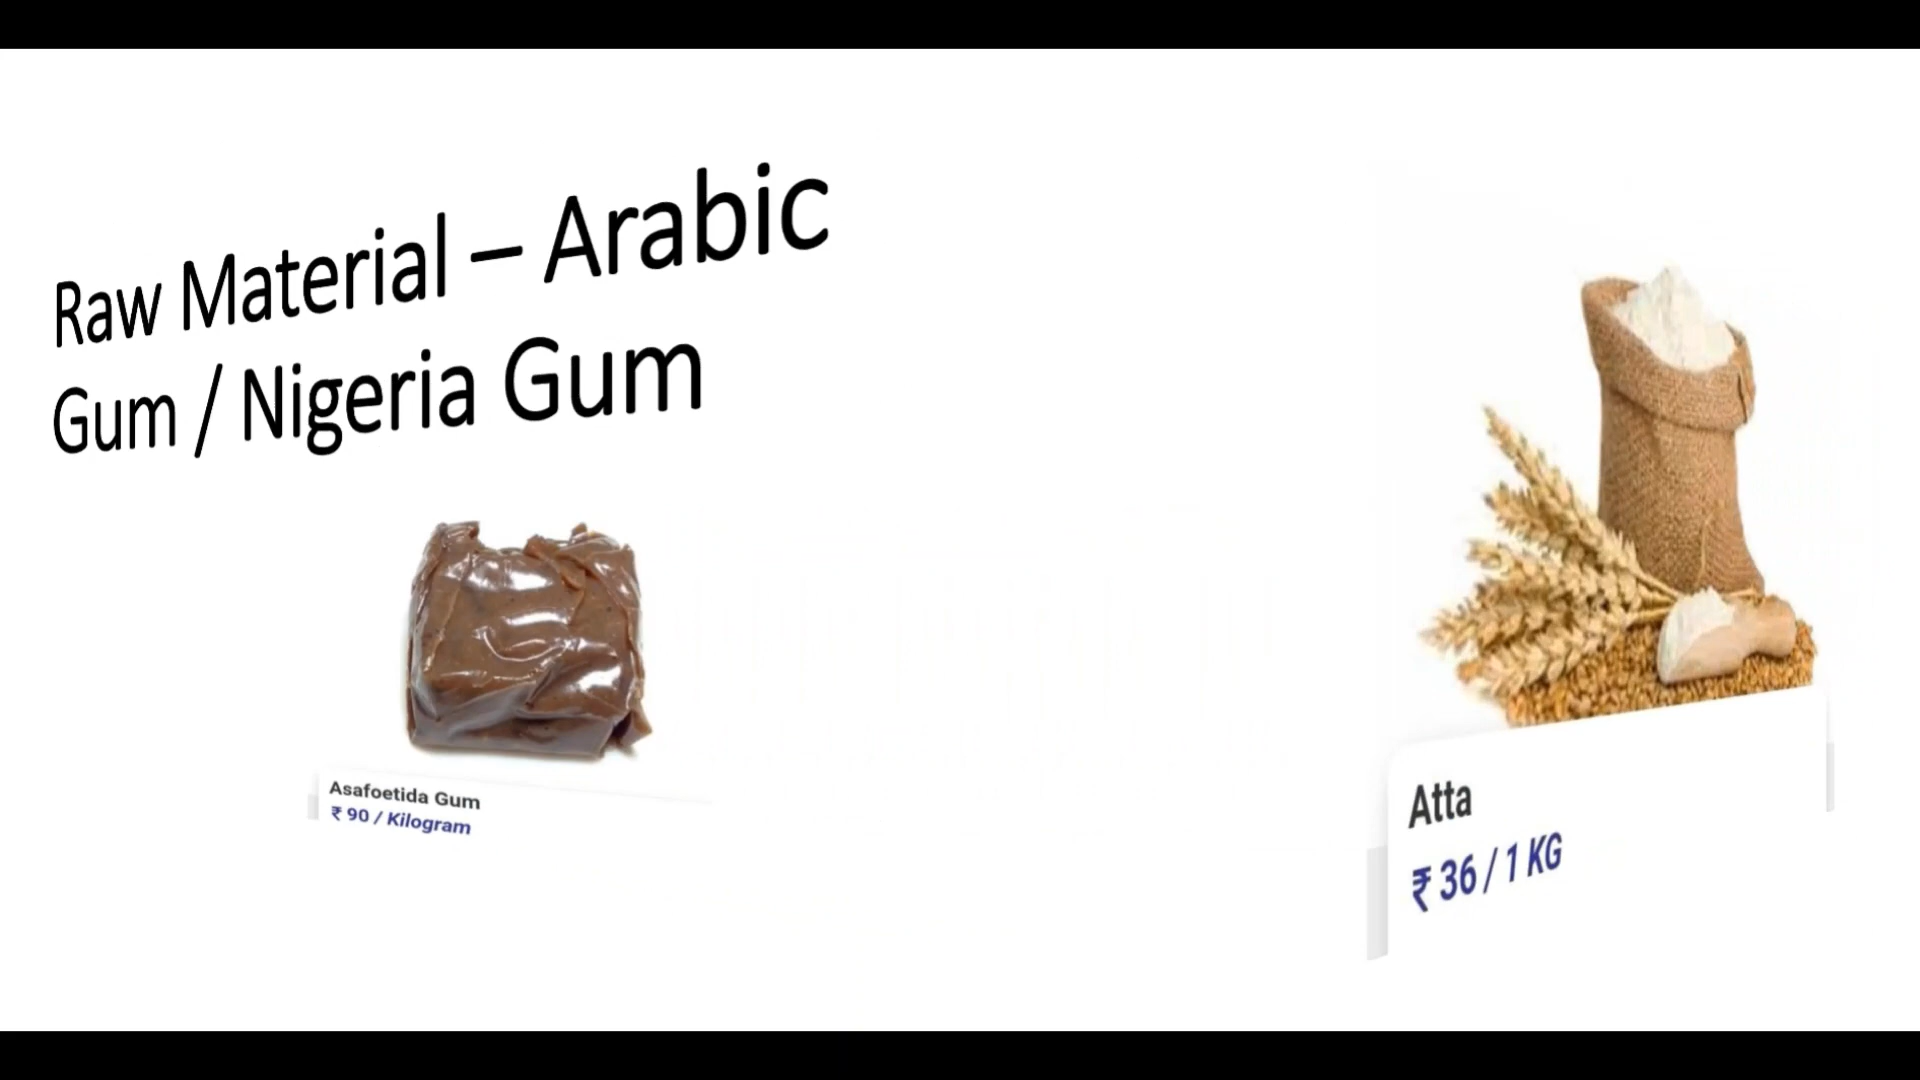 Raw Material – Arabic
Gum / Nigeria Gum
Asafoetida Gum
₹ 90 / Kilogram
Atta
₹ 36 / 1 KG